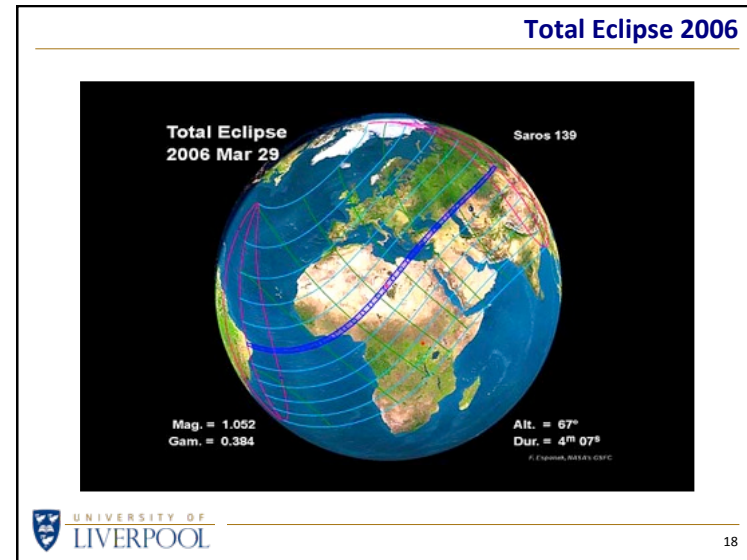 Total Eclipse 2006
Total Eclipse
2006 Mar 29
Saros 139
Mag. = 1.052
Gam. = 0.384
Alt. = 67º
Dur. = 4ᵐ 07ˢ
F. Espenak, NASA's GSFC
UNIVERSITY OF
LIVERPOOL
18